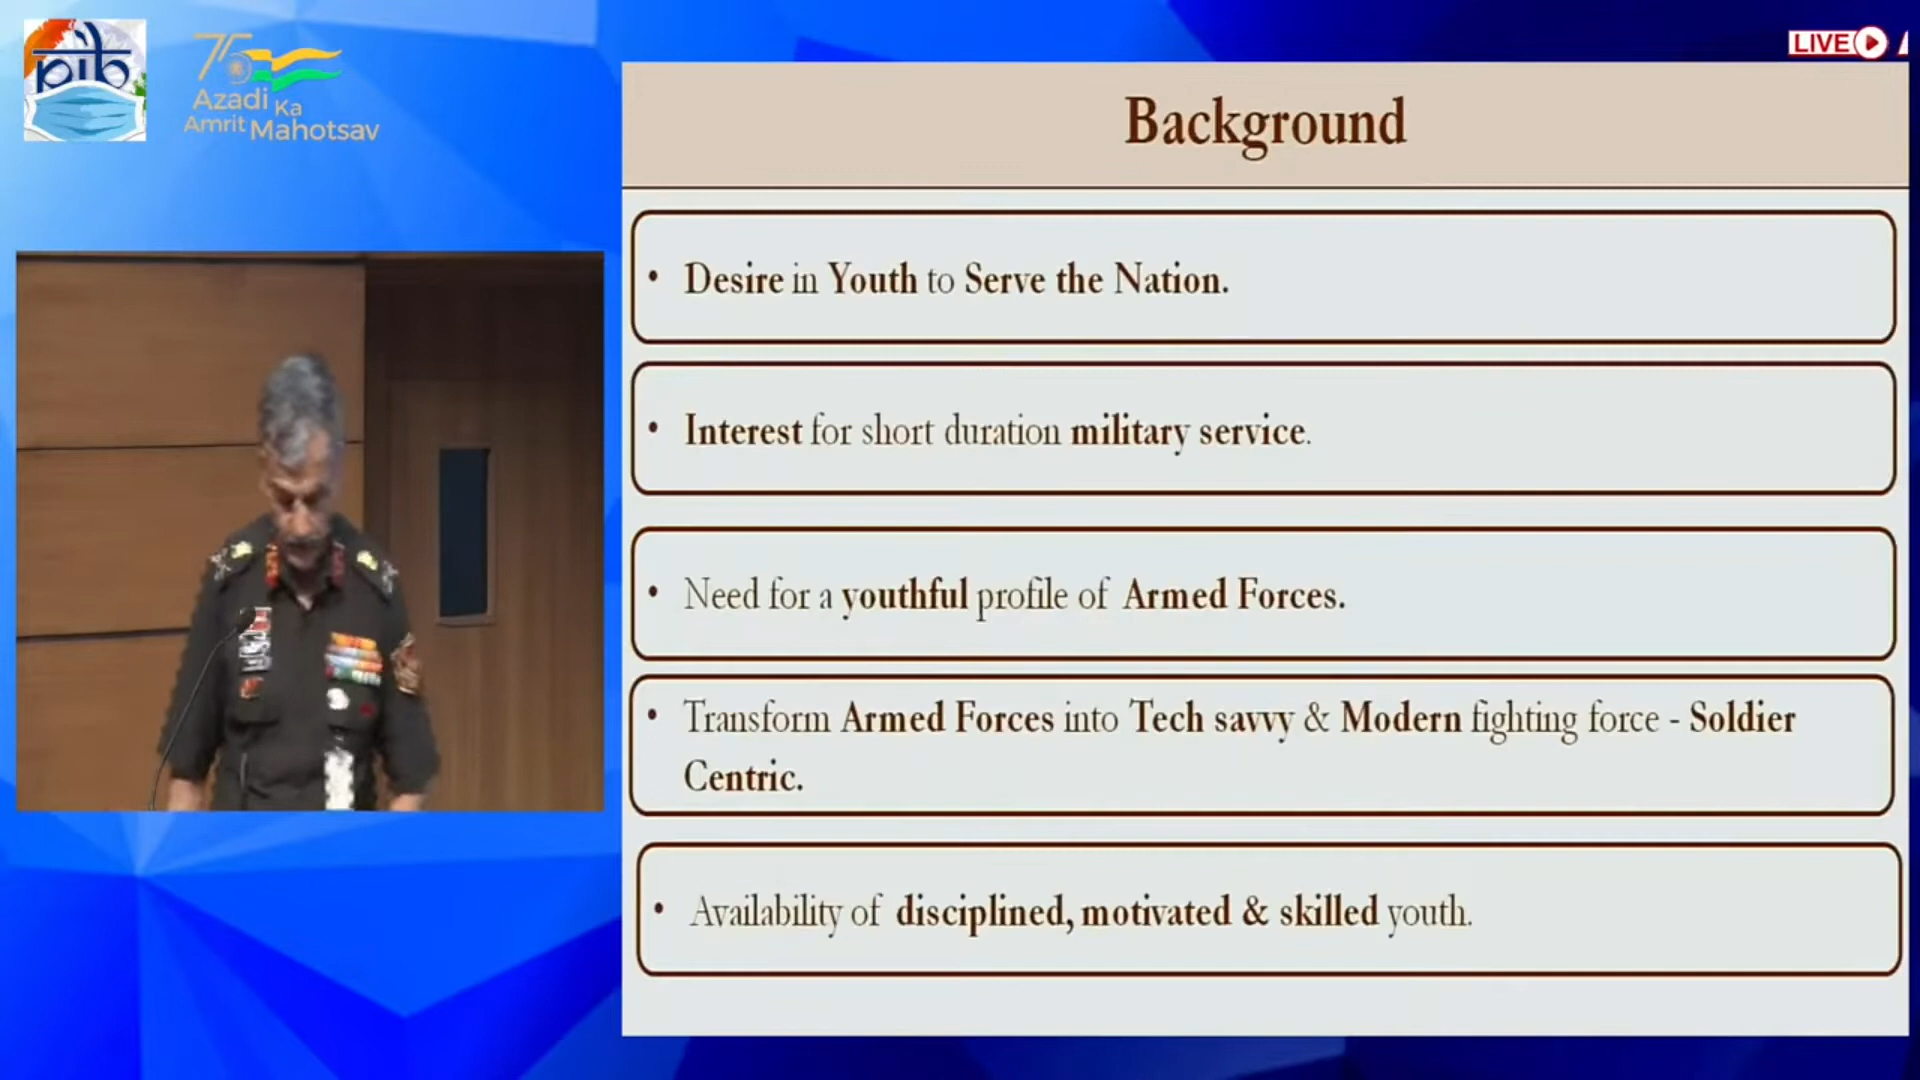 pib
75
Azadi Ka
Amrit Mahotsav
LIVE
Background
• Desire in Youth to Serve the Nation.
• Interest for short duration military service.
• Need for a youthful profile of Armed Forces.
• Transform Armed Forces into Tech savvy & Modern fighting force - Soldier
Centric.
• Availability of disciplined, motivated & skilled youth.